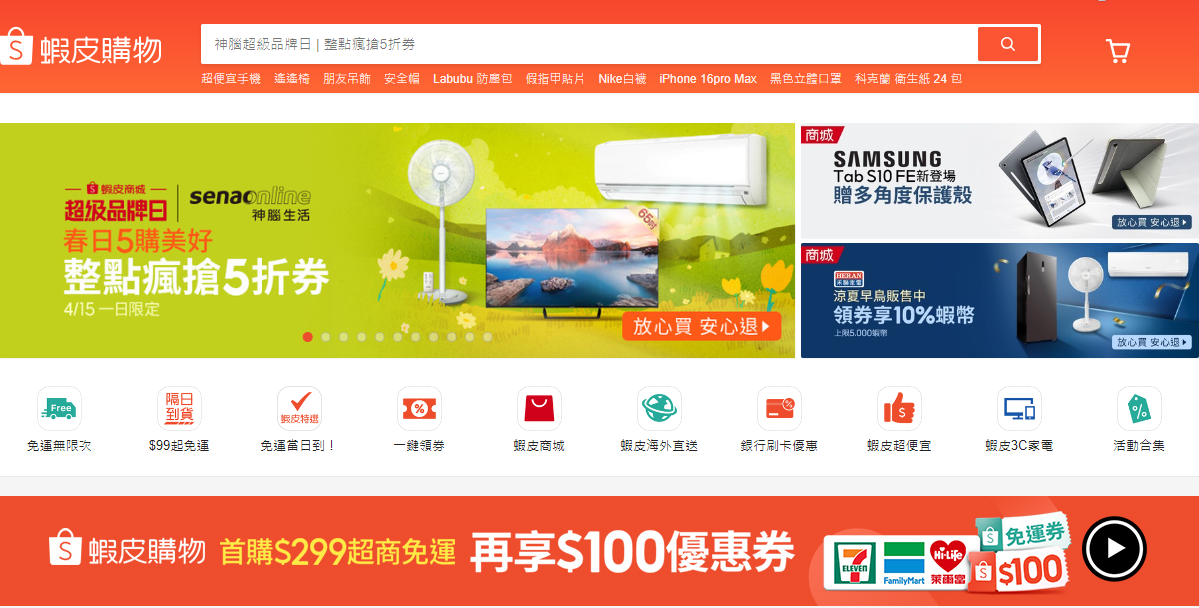 蝦皮購物
神腦超級品牌日 | 整點瘋搶5折券
超便宜手機 遙遙椅 朋友吊飾 安全帽 Labubu 防塵包 假指甲貼片 Nike白襪 iPhone 16pro Max 黑色立體口罩 科克蘭 衛生紙 24 包
蝦皮商城
超級品牌日
senaonline
神腦生活
春日5購美好
整點瘋搶5折券
4/15 一日限定
65吋
放心買 安心退
商城
SAMSUNG
Tab S10 FE新登場
贈多角度保護殼
放心買 安心退
商城
HERAN
禾聯家電
涼夏早鳥販售中
領券享10%蝦幣
上限5,000蝦幣
放心買 安心退
Free
隔日
到貨
蝦皮特選
免運無限次
$99起免運
免運當日到！
一鍵領券
蝦皮商城
蝦皮海外直送
銀行刷卡優惠
蝦皮超便宜
蝦皮3C家電
活動合集
蝦皮購物 首購$299超商免運 再享$100優惠券
7 ELEVEN
FamilyMart
Hi-Life
萊爾富
免運券
$100